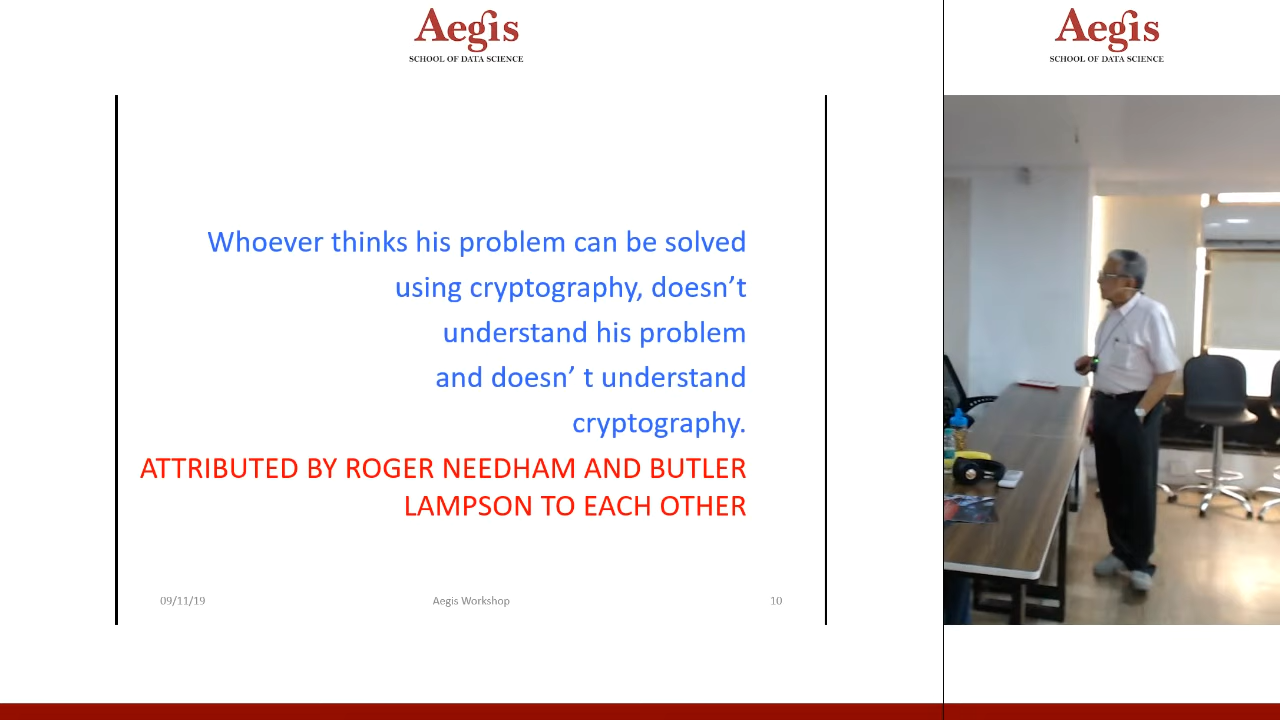 Aegis
SCHOOL OF DATA SCIENCE
Aegis
SCHOOL OF DATA SCIENCE
Whoever thinks his problem can be solved
using cryptography, doesn’t
understand his problem
and doesn’ t understand
cryptography.
ATTRIBUTED BY ROGER NEEDHAM AND BUTLER
LAMPSON TO EACH OTHER
09/11/19
Aegis Workshop
10